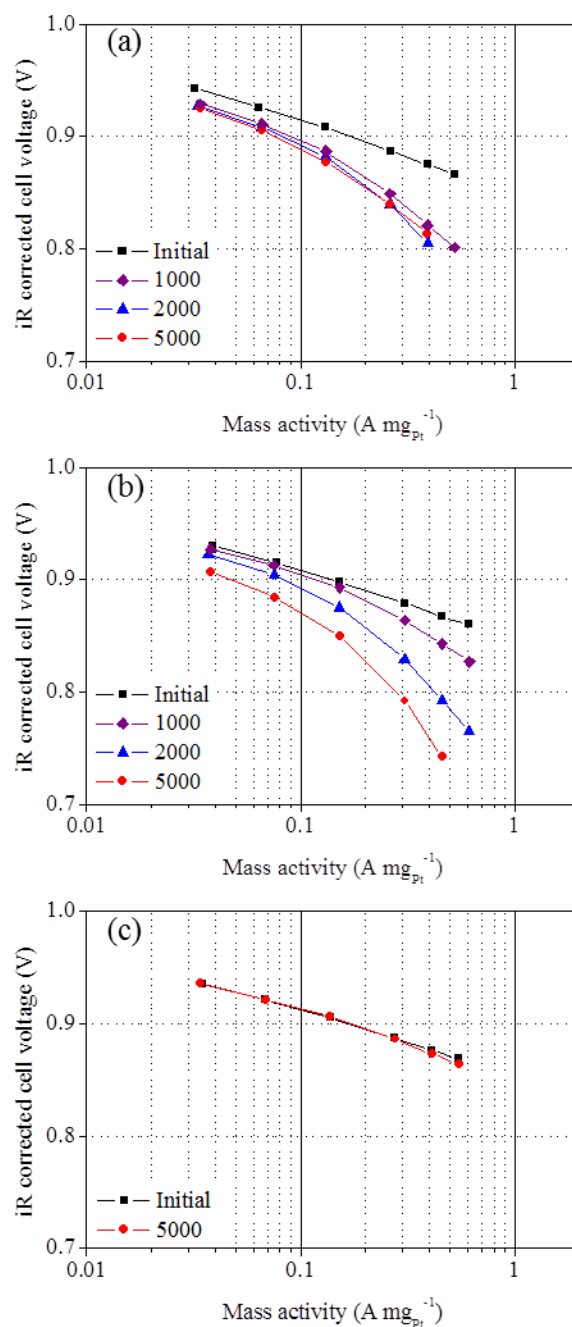 (a)
1.0
0.9
0.8
0.7
iR corrected cell voltage (V)
Initial
1000
2000
5000
0.01
0.1
1
Mass activity (A mg_Pt^-1)
(b)
1.0
0.9
0.8
0.7
iR corrected cell voltage (V)
Initial
1000
2000
5000
0.01
0.1
1
Mass activity (A mg_Pt^-1)
(c)
1.0
0.9
0.8
0.7
iR corrected cell voltage (V)
Initial
5000
0.01
0.1
1
Mass activity (A mg_Pt^-1)